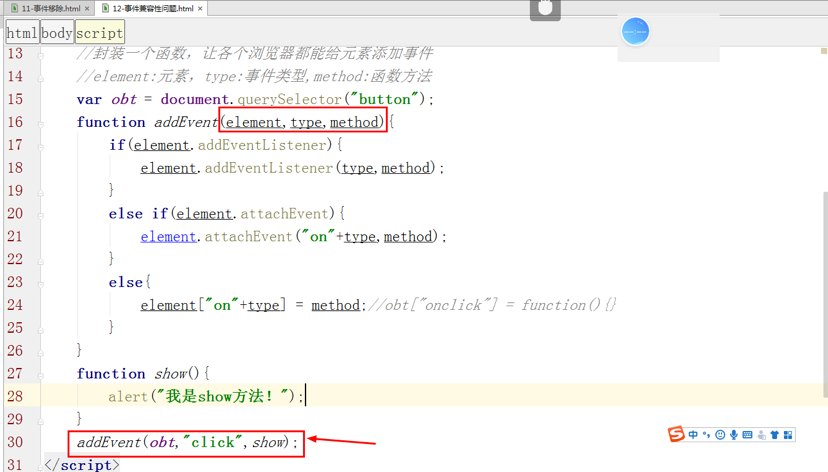 11-事件移除.html × 12-事件兼容性问题.html ×
html body script
13 //封装一个函数，让各个浏览器都能给元素添加事件
14 //element:元素，type:事件类型,method:函数方法
15 var obt = document.querySelector("button");
16 function addEvent(element,type,method){
17 if(element.addEventListener){
18 element.addEventListener(type,method);
19 }
20 else if(element.attachEvent){
21 element.attachEvent("on"+type,method);
22 }
23 else{
24 element["on"+type] = method;//obt["onclick"] = function(){}
25 }
26 }
27 function show(){
28 alert("我是show方法！");
29 }
30 addEvent(obt,"click",show);
31 </script>
S 中